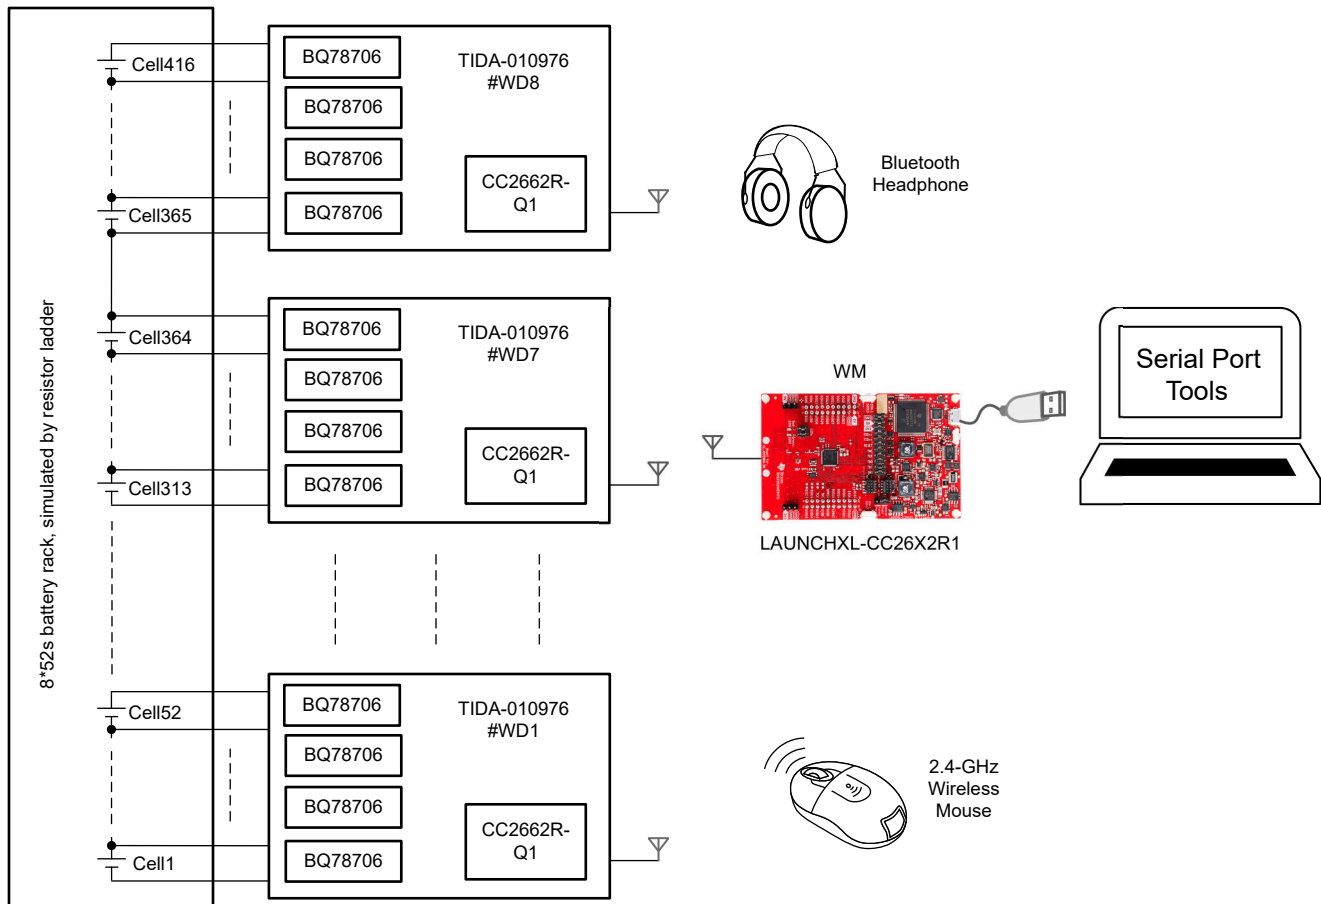 8*52s battery rack, simulated by resistor ladder
Cell416
Cell365
Cell364
Cell313
Cell52
Cell1
BQ78706
BQ78706
BQ78706
BQ78706
TIDA-010976
#WD8
CC2662R-
Q1
BQ78706
BQ78706
BQ78706
BQ78706
TIDA-010976
#WD7
CC2662R-
Q1
BQ78706
BQ78706
BQ78706
BQ78706
TIDA-010976
#WD1
CC2662R-
Q1
Bluetooth
Headphone
WM
LAUNCHXL-CC26X2R1
Serial Port
Tools
2.4-GHz
Wireless
Mouse